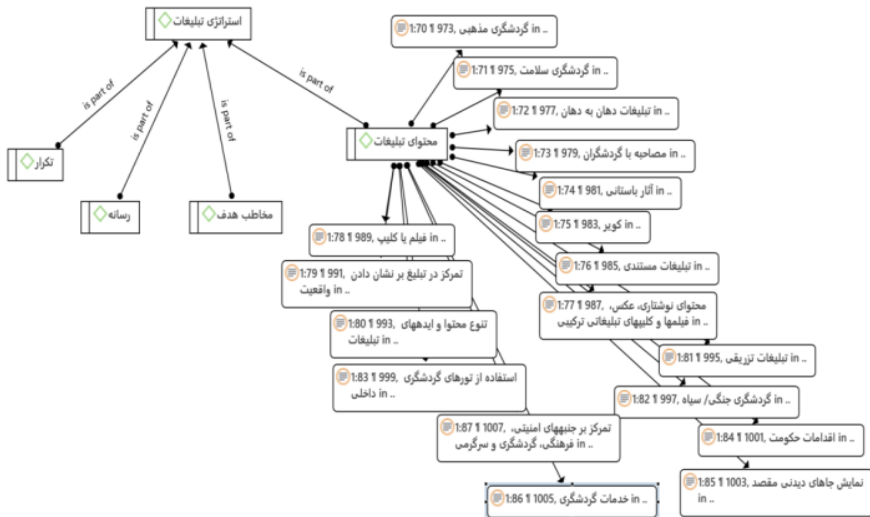 استراتژی تبلیغات
is part of
is part of
is part of
is part of
تکرار
رسانه
مخاطب هدف
محتوای تبلیغات
1:70 ¶ 973, گردشگری مذهبی in ..
1:71 ¶ 975, گردشگری سلامت in ..
1:72 ¶ 977, تبلیغات دهان به دهان in ..
1:73 ¶ 979, مصاحبه با گردشگران in ..
1:74 ¶ 981, آثار باستانی in ..
1:75 ¶ 983, کویر in ..
1:76 ¶ 985, تبلیغات مستندی in ..
1:77 ¶ 987, محتوای نوشتاری، عکس،
فیلمها و کلیپهای تبلیغاتی ترکیبی in ..
1:78 ¶ 989, فیلم یا کلیپ in ..
1:79 ¶ 991, تمرکز در تبلیغ بر نشان دادن
واقعیت in ..
1:80 ¶ 993, تنوع محتوا و ایدههای
تبلیغات in ..
1:81 ¶ 995, تبلیغات تزریقی in ..
1:82 ¶ 997, گردشگری جنگی/ سیاه in ..
1:83 ¶ 999, استفاده از تورهای گردشگری
داخلی in ..
1:84 ¶ 1001, اقدامات حکومت in ..
1:87 ¶ 1007, تمرکز بر جنبههای امنیتی،
فرهنگی، گردشگری و سرگرمی in ..
1:85 ¶ 1003, نمایش جاهای دیدنی مقصد
in ..
1:86 ¶ 1005, خدمات گردشگری in ..